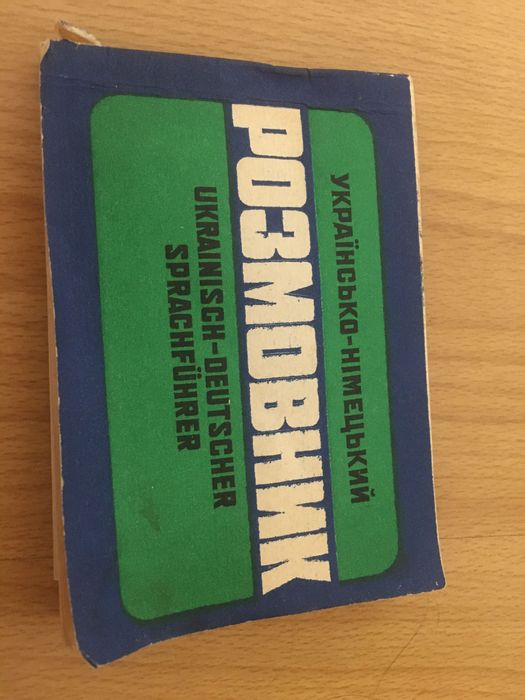 УКРАЇНСЬКО-НІМЕЦЬКИЙ
РОЗМОВНИК
UKRAINISCH-DEUTSCHER
SPRACHFÜHRER